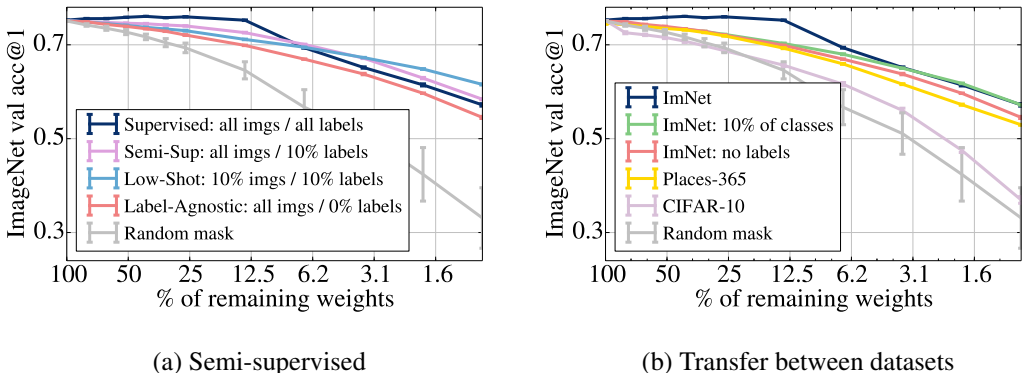 ImageNet val acc@1
0.7
0.5
0.3
Supervised: all imgs / all labels
Semi-Sup: all imgs / 10% labels
Low-Shot: 10% imgs / 10% labels
Label-Agnostic: all imgs / 0% labels
Random mask
100 50 25 12.5 6.2 3.1 1.6
% of remaining weights
(a) Semi-supervised
ImageNet val acc@1
0.7
0.5
0.3
ImNet
ImNet: 10% of classes
ImNet: no labels
Places-365
CIFAR-10
Random mask
100 50 25 12.5 6.2 3.1 1.6
% of remaining weights
(b) Transfer between datasets